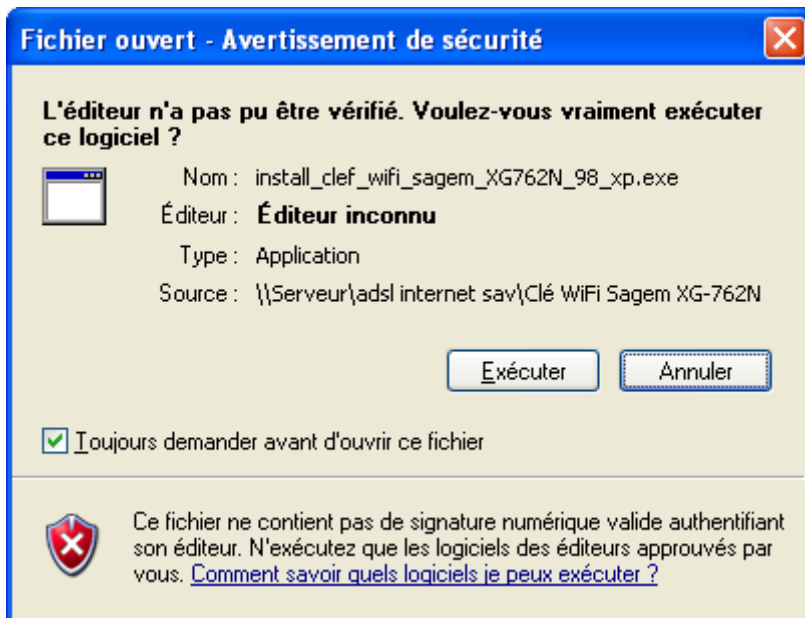 Fichier ouvert - Avertissement de sécurité
L'éditeur n'a pas pu être vérifié. Voulez-vous vraiment exécuter
ce logiciel ?
Nom : install_clef_wifi_sagem_XG762N_98_xp.exe
Éditeur : Éditeur inconnu
Type : Application
Source : \\Serveur\adsl internet sav\Clé WiFi Sagem XG-762N
Exécuter Annuler
Toujours demander avant d'ouvrir ce fichier
Ce fichier ne contient pas de signature numérique valide authentifiant
son éditeur. N'exécutez que les logiciels des éditeurs approuvés par
vous. Comment savoir quels logiciels je peux exécuter ?